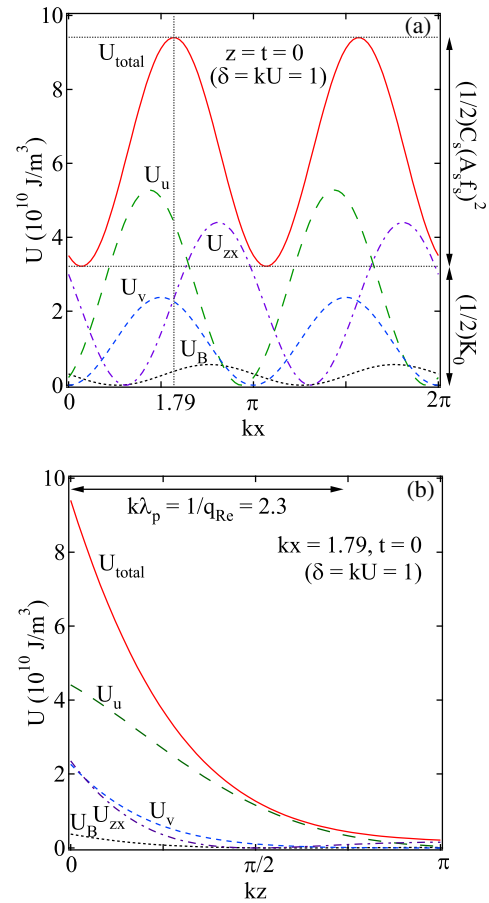 (a)
10
8
6
4
2
0
U (10^10 J/m^3)
U_total
z = t = 0
(δ = kU = 1)
U_u
U_zx
U_v
U_B
(1/2)C_s(A_s f_s)^2
(1/2)K_0
0
1.79
π
2π
kx
(b)
10
8
6
4
2
0
U (10^10 J/m^3)
kλ_p = 1/q_Re = 2.3
kx = 1.79, t = 0
(δ = kU = 1)
U_total
U_u
U_B
U_zx
U_v
0
π/2
π
kz